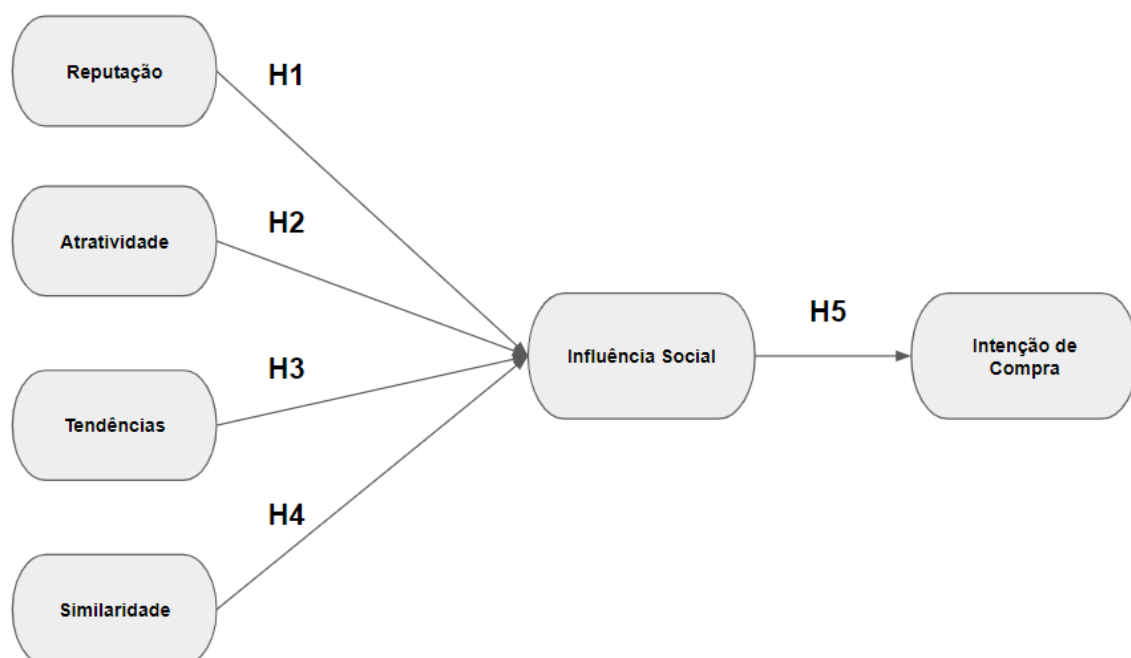 Reputação
H1
Atratividade
H2
Tendências
H3
Similaridade
H4
Influência Social
H5
Intenção de
Compra